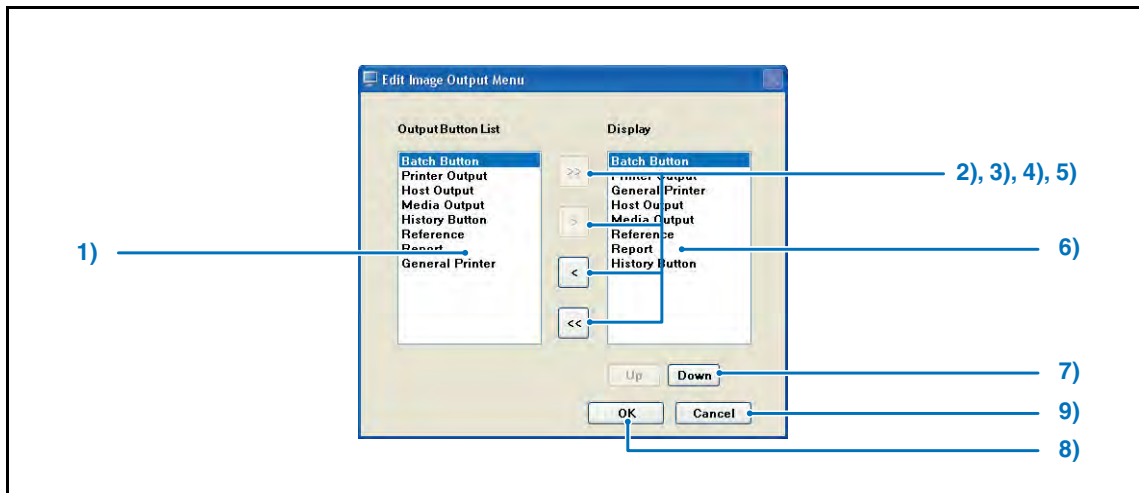 Edit Image Output Menu
Output Button List
Display
Batch Button
Printer Output
Host Output
Media Output
History Button
Reference
Report
General Printer
>>
>
<
<<
Batch Button
Printer Output
General Printer
Host Output
Media Output
Reference
Report
History Button
Up
Down
OK
Cancel
1)
2), 3), 4), 5)
6)
7)
9)
8)